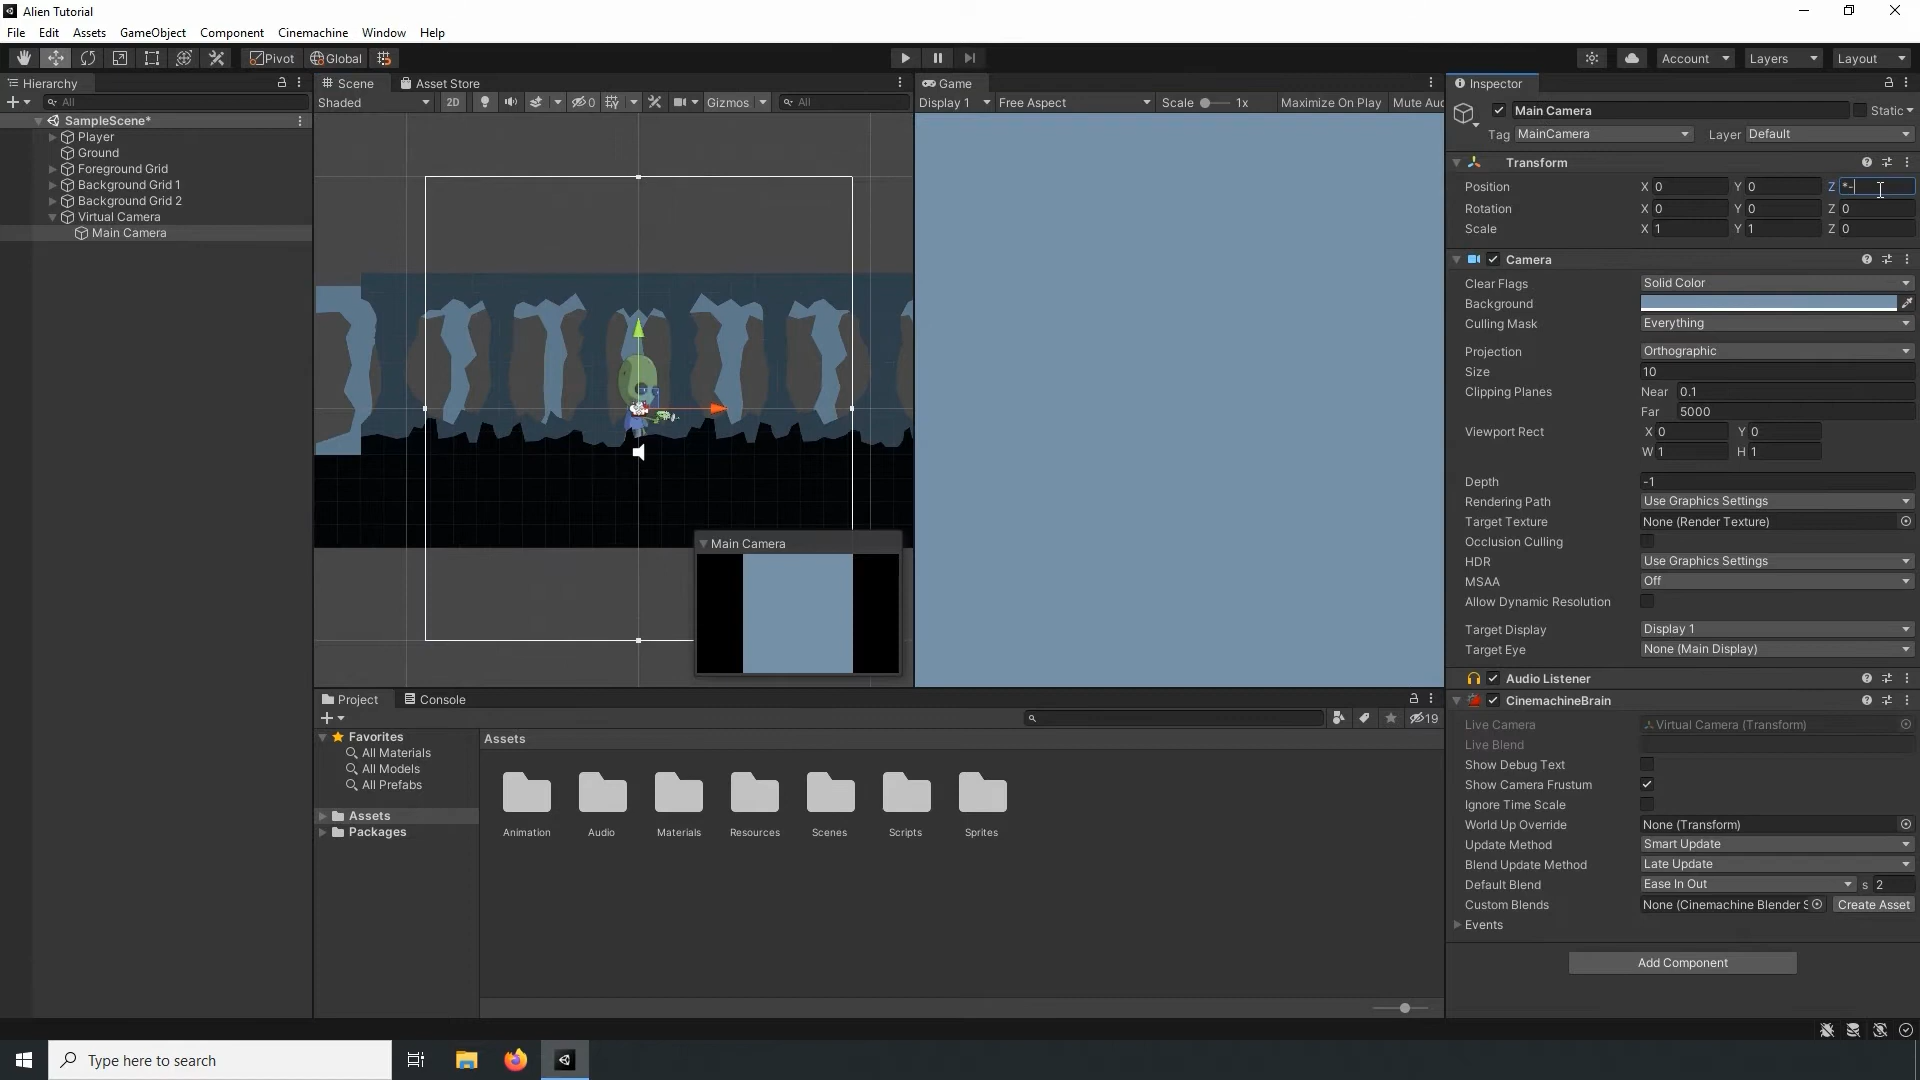 Alien Tutorial
File Edit Assets GameObject Component Cinemachine Window Help
Pivot Global Account Layers Layout
Hierarchy
All
SampleScene*
Player
Ground
Foreground Grid
Background Grid 1
Background Grid 2
Virtual Camera
Main Camera
Scene Asset Store
Shaded 2D 0 Gizmos All
Main Camera
Game
Display 1 Free Aspect Scale 1x Maximize On Play Mute Aud
Inspector
Main Camera Static
Tag MainCamera Layer Default
Transform
Position X 0 Y 0 Z *-
Rotation X 0 Y 0 Z 0
Scale X 1 Y 1 Z 0
Camera
Clear Flags Solid Color
Background
Culling Mask Everything
Projection Orthographic
Size 10
Clipping Planes Near 0.1
Far 5000
Viewport Rect X 0 Y 0
W 1 H 1
Depth -1
Rendering Path Use Graphics Settings
Target Texture None (Render Texture)
Occlusion Culling
HDR Use Graphics Settings
MSAA Off
Allow Dynamic Resolution
Target Display Display 1
Target Eye None (Main Display)
Audio Listener
CinemachineBrain
Live Camera Virtual Camera (Transform)
Live Blend
Show Debug Text
Show Camera Frustum
Ignore Time Scale
World Up Override None (Transform)
Update Method Smart Update
Blend Update Method Late Update
Default Blend Ease In Out s 2
Custom Blends None (Cinemachine Blender S Create Asset
Events
Add Component
Project Console
19
Favorites
All Materials
All Models
All Prefabs
Assets
Packages
Assets
Animation Audio Materials Resources Scenes Scripts Sprites
Type here to search